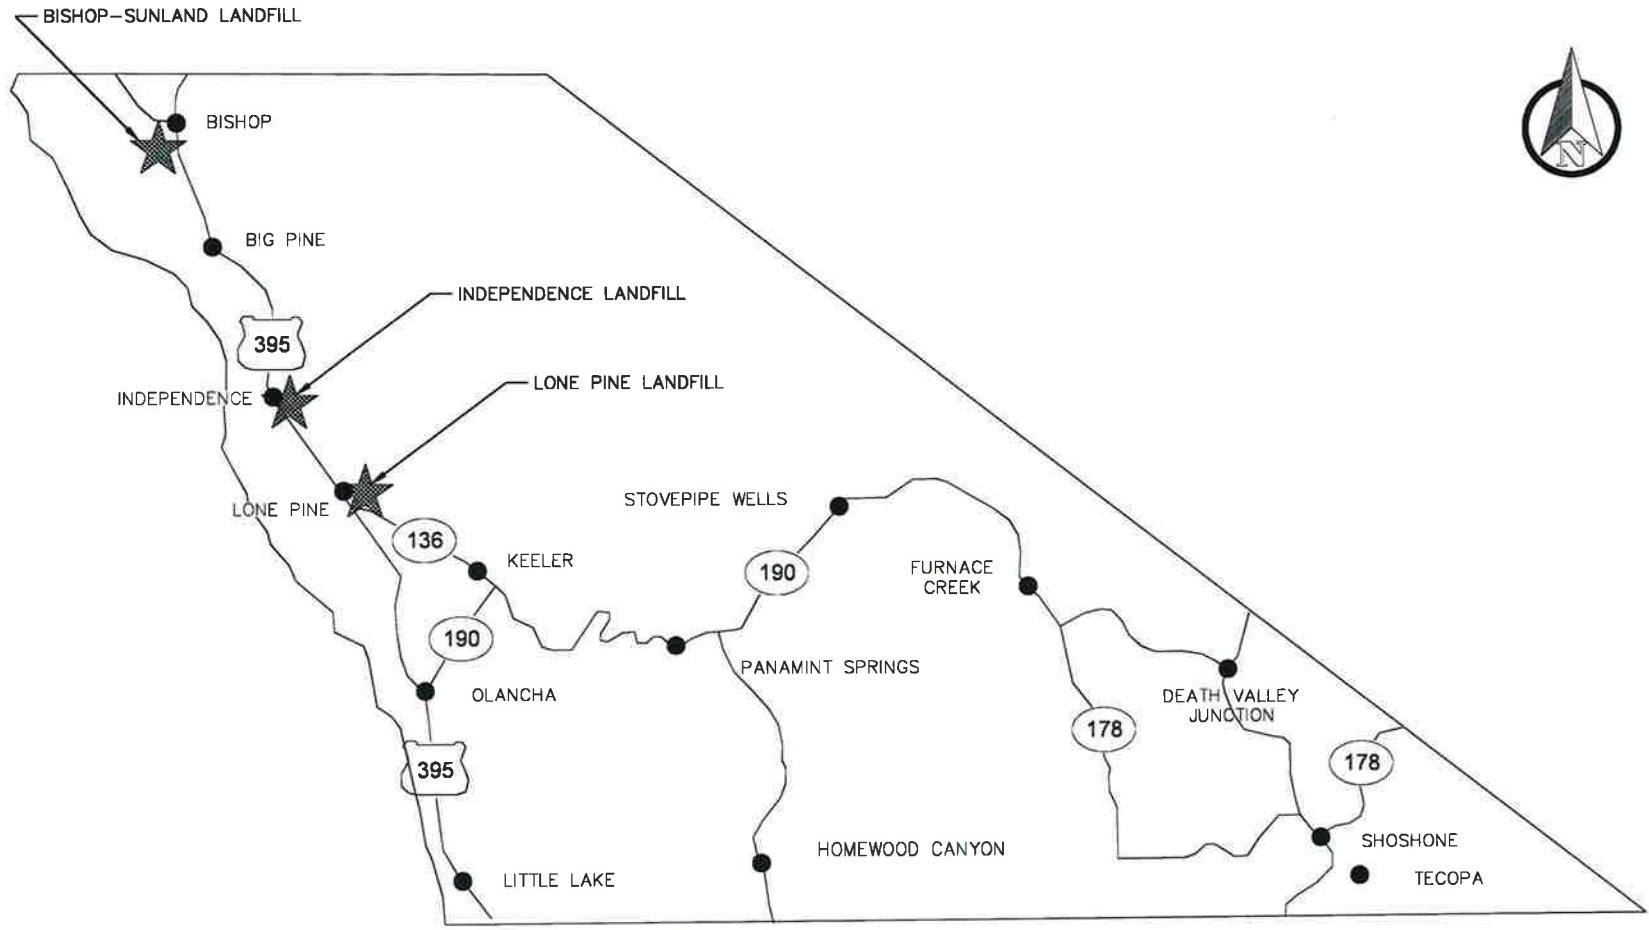 BISHOP-SUNLAND LANDFILL
BISHOP
N
BIG PINE
INDEPENDENCE LANDFILL
395
LONE PINE LANDFILL
INDEPENDENCE
STOVEPIPE WELLS
LONE PINE
136
KEELER
190
FURNACE
CREEK
190
PANAMINT SPRINGS
OLANCHA
DEATH VALLEY
JUNCTION
178
178
395
SHOSHONE
HOMEWOOD CANYON
TECOPA
LITTLE LAKE